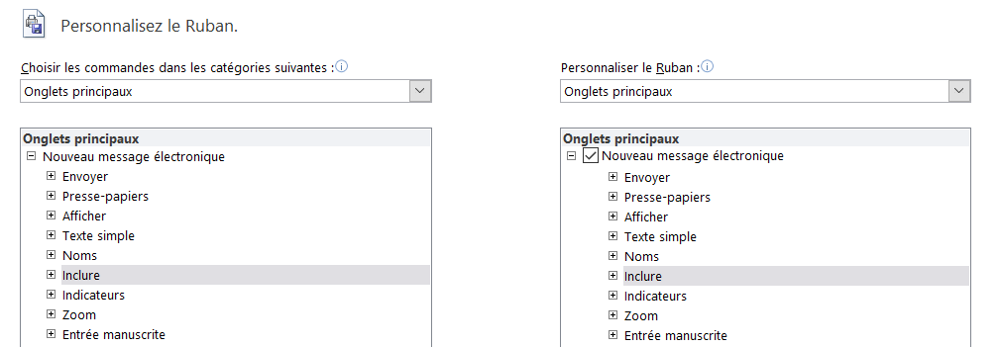 Personnalisez le Ruban.
Choisir les commandes dans les catégories suivantes :
Personnaliser le Ruban :
Onglets principaux
Onglets principaux
Onglets principaux
Nouveau message électronique
Envoyer
Presse-papiers
Afficher
Texte simple
Noms
Inclure
Indicateurs
Zoom
Entrée manuscrite
Onglets principaux
Nouveau message électronique
Envoyer
Presse-papiers
Afficher
Texte simple
Noms
Inclure
Indicateurs
Zoom
Entrée manuscrite